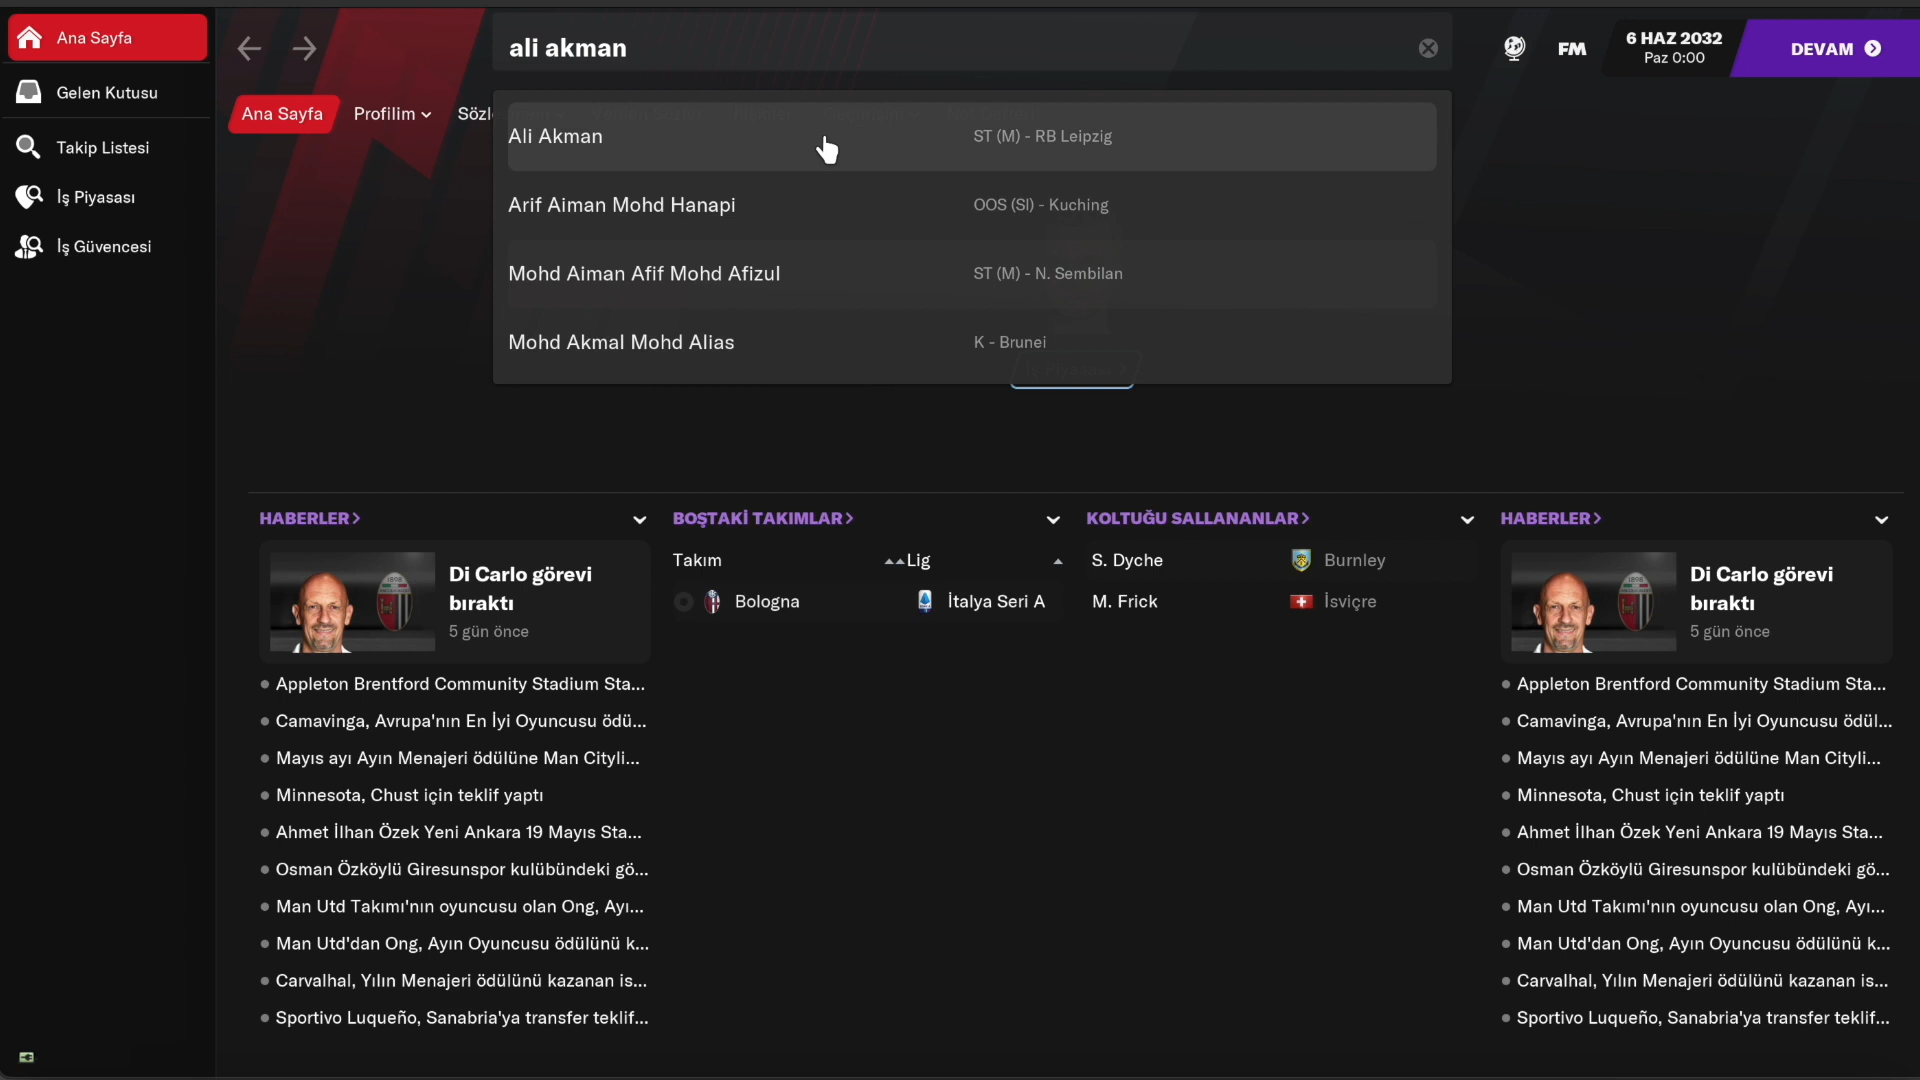 Ana Sayfa
Gelen Kutusu
Takip Listesi
İş Piyasası
İş Güvencesi
ali akman
FM
6 HAZ 2032
Paz 0:00
DEVAM
Ana Sayfa
Profilim
Sözl
Ali Akman
ST (M) - RB Leipzig
Arif Aiman Mohd Hanapi
OOS (Sl) - Kuching
Mohd Aiman Afif Mohd Afizul
ST (M) - N. Sembilan
Mohd Akmal Mohd Alias
K - Brunei
HABERLER
Di Carlo görevi
bıraktı
5 gün önce
Appleton Brentford Community Stadium Sta...
Camavinga, Avrupa'nın En İyi Oyuncusu ödü...
Mayıs ayı Ayın Menajeri ödülüne Man Cityli...
Minnesota, Chust için teklif yaptı
Ahmet İlhan Özek Yeni Ankara 19 Mayıs Sta...
Osman Özköylü Giresunspor kulübündeki gö...
Man Utd Takımı'nın oyuncusu olan Ong, Ayı...
Man Utd'dan Ong, Ayın Oyuncusu ödülünü k...
Carvalhal, Yılın Menajeri ödülünü kazanan is...
Sportivo Luqueño, Sanabria'ya transfer teklif...
BOŞTAKİ TAKIMLAR
Takım
Lig
Bologna
İtalya Seri A
KOLTUĞU SALLANANLAR
S. Dyche
Burnley
M. Frick
İsviçre
HABERLER
Di Carlo görevi
bıraktı
5 gün önce
Appleton Brentford Community Stadium Sta...
Camavinga, Avrupa'nın En İyi Oyuncusu ödül...
Mayıs ayı Ayın Menajeri ödülüne Man Cityli...
Minnesota, Chust için teklif yaptı
Ahmet İlhan Özek Yeni Ankara 19 Mayıs Sta...
Osman Özköylü Giresunspor kulübündeki gö...
Man Utd Takımı'nın oyuncusu olan Ong, Ayı...
Man Utd'dan Ong, Ayın Oyuncusu ödülünü k...
Carvalhal, Yılın Menajeri ödülünü kazanan is...
Sportivo Luqueño, Sanabria'ya transfer teklif...